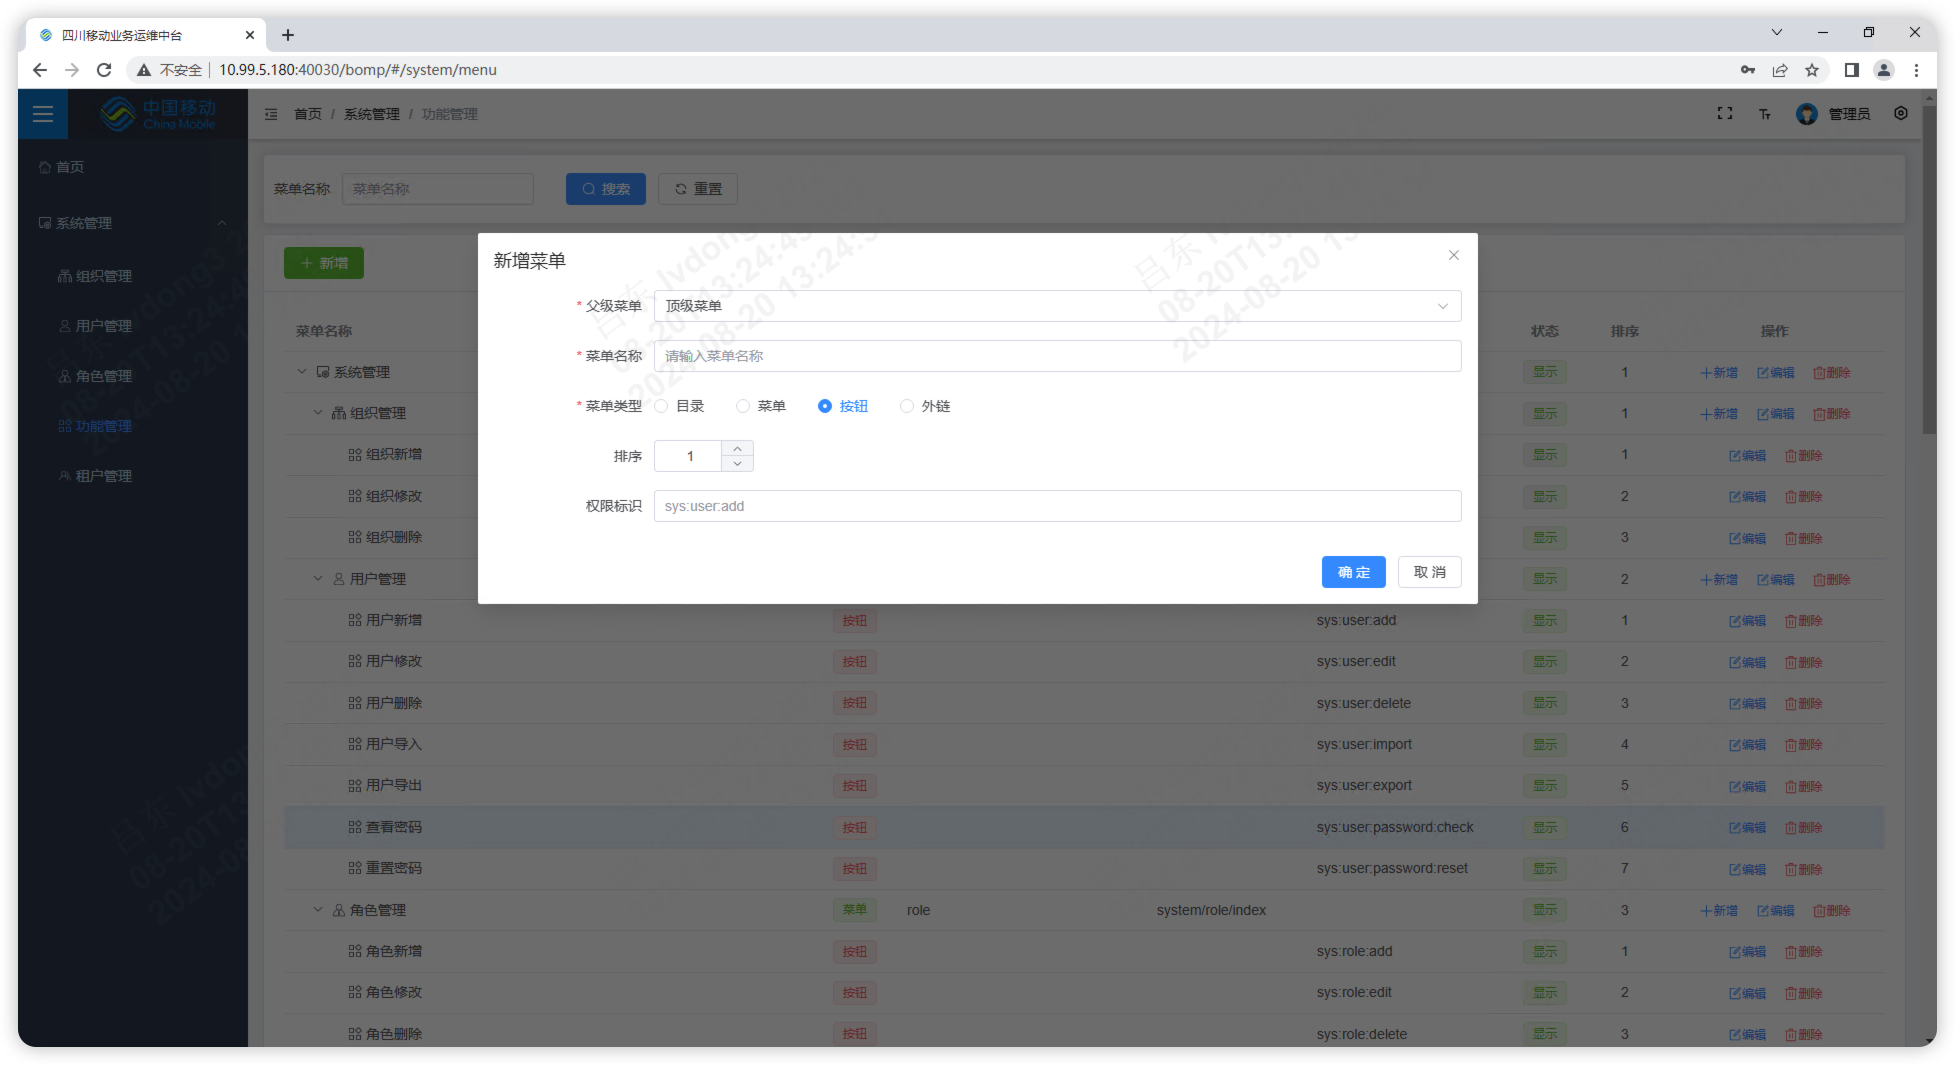 四川移动业务运维中台
不安全 10.99.5.180:40030/bomp/#/system/menu
中国移动
China Mobile
首页 / 系统管理 / 功能管理
管理员
首页
系统管理
组织管理
用户管理
角色管理
功能管理
租户管理
菜单名称 菜单名称 搜索 重置
新增
菜单名称 状态 排序 操作
系统管理 显示 1 新增 编辑 删除
组织管理 显示 1 新增 编辑 删除
组织新增 显示 1 编辑 删除
组织修改 显示 2 编辑 删除
组织删除 显示 3 编辑 删除
用户管理 显示 2 新增 编辑 删除
新增菜单
* 父级菜单 顶级菜单
* 菜单名称 请输入菜单名称
* 菜单类型 目录 菜单 按钮 外链
排序 1
权限标识 sys:user:add
确 定 取 消
用户新增 按钮 sys:user:add 显示 1 编辑 删除
用户修改 按钮 sys:user:edit 显示 2 编辑 删除
用户删除 按钮 sys:user:delete 显示 3 编辑 删除
用户导入 按钮 sys:user:import 显示 4 编辑 删除
用户导出 按钮 sys:user:export 显示 5 编辑 删除
查看密码 按钮 sys:user:password:check 显示 6 编辑 删除
重置密码 按钮 sys:user:password:reset 显示 7 编辑 删除
角色管理 菜单 role system/role/index 显示 3 新增 编辑 删除
角色新增 按钮 sys:role:add 显示 1 编辑 删除
角色修改 按钮 sys:role:edit 显示 2 编辑 删除
角色删除 按钮 sys:role:delete 显示 3 编辑 删除